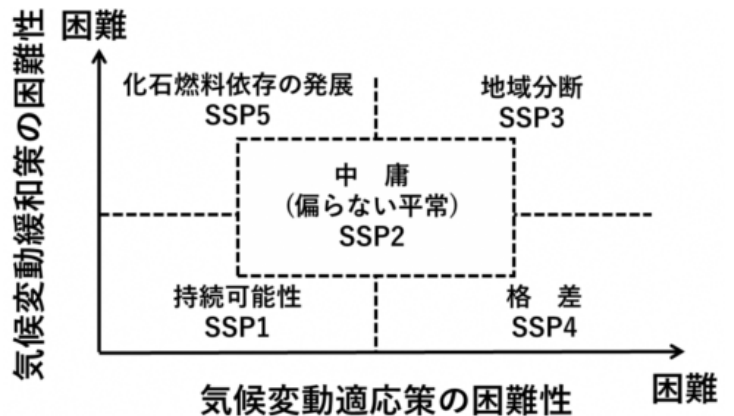 困難
気候変動緩和策の困難性
化石燃料依存の発展
SSP5
地域分断
SSP3
中　庸
(偏らない平常)
SSP2
持続可能性
SSP1
格　差
SSP4
気候変動適応策の困難性
困難